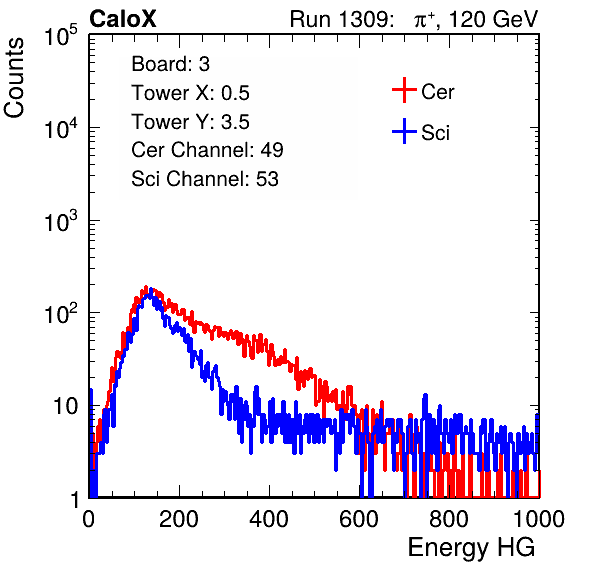 CaloX Run 1309: π⁺, 120 GeV
Board: 3
Tower X: 0.5
Tower Y: 3.5
Cer Channel: 49
Sci Channel: 53
Cer
Sci
Counts
10⁵
10⁴
10³
10²
10
1
0 200 400 600 800 1000
Energy HG